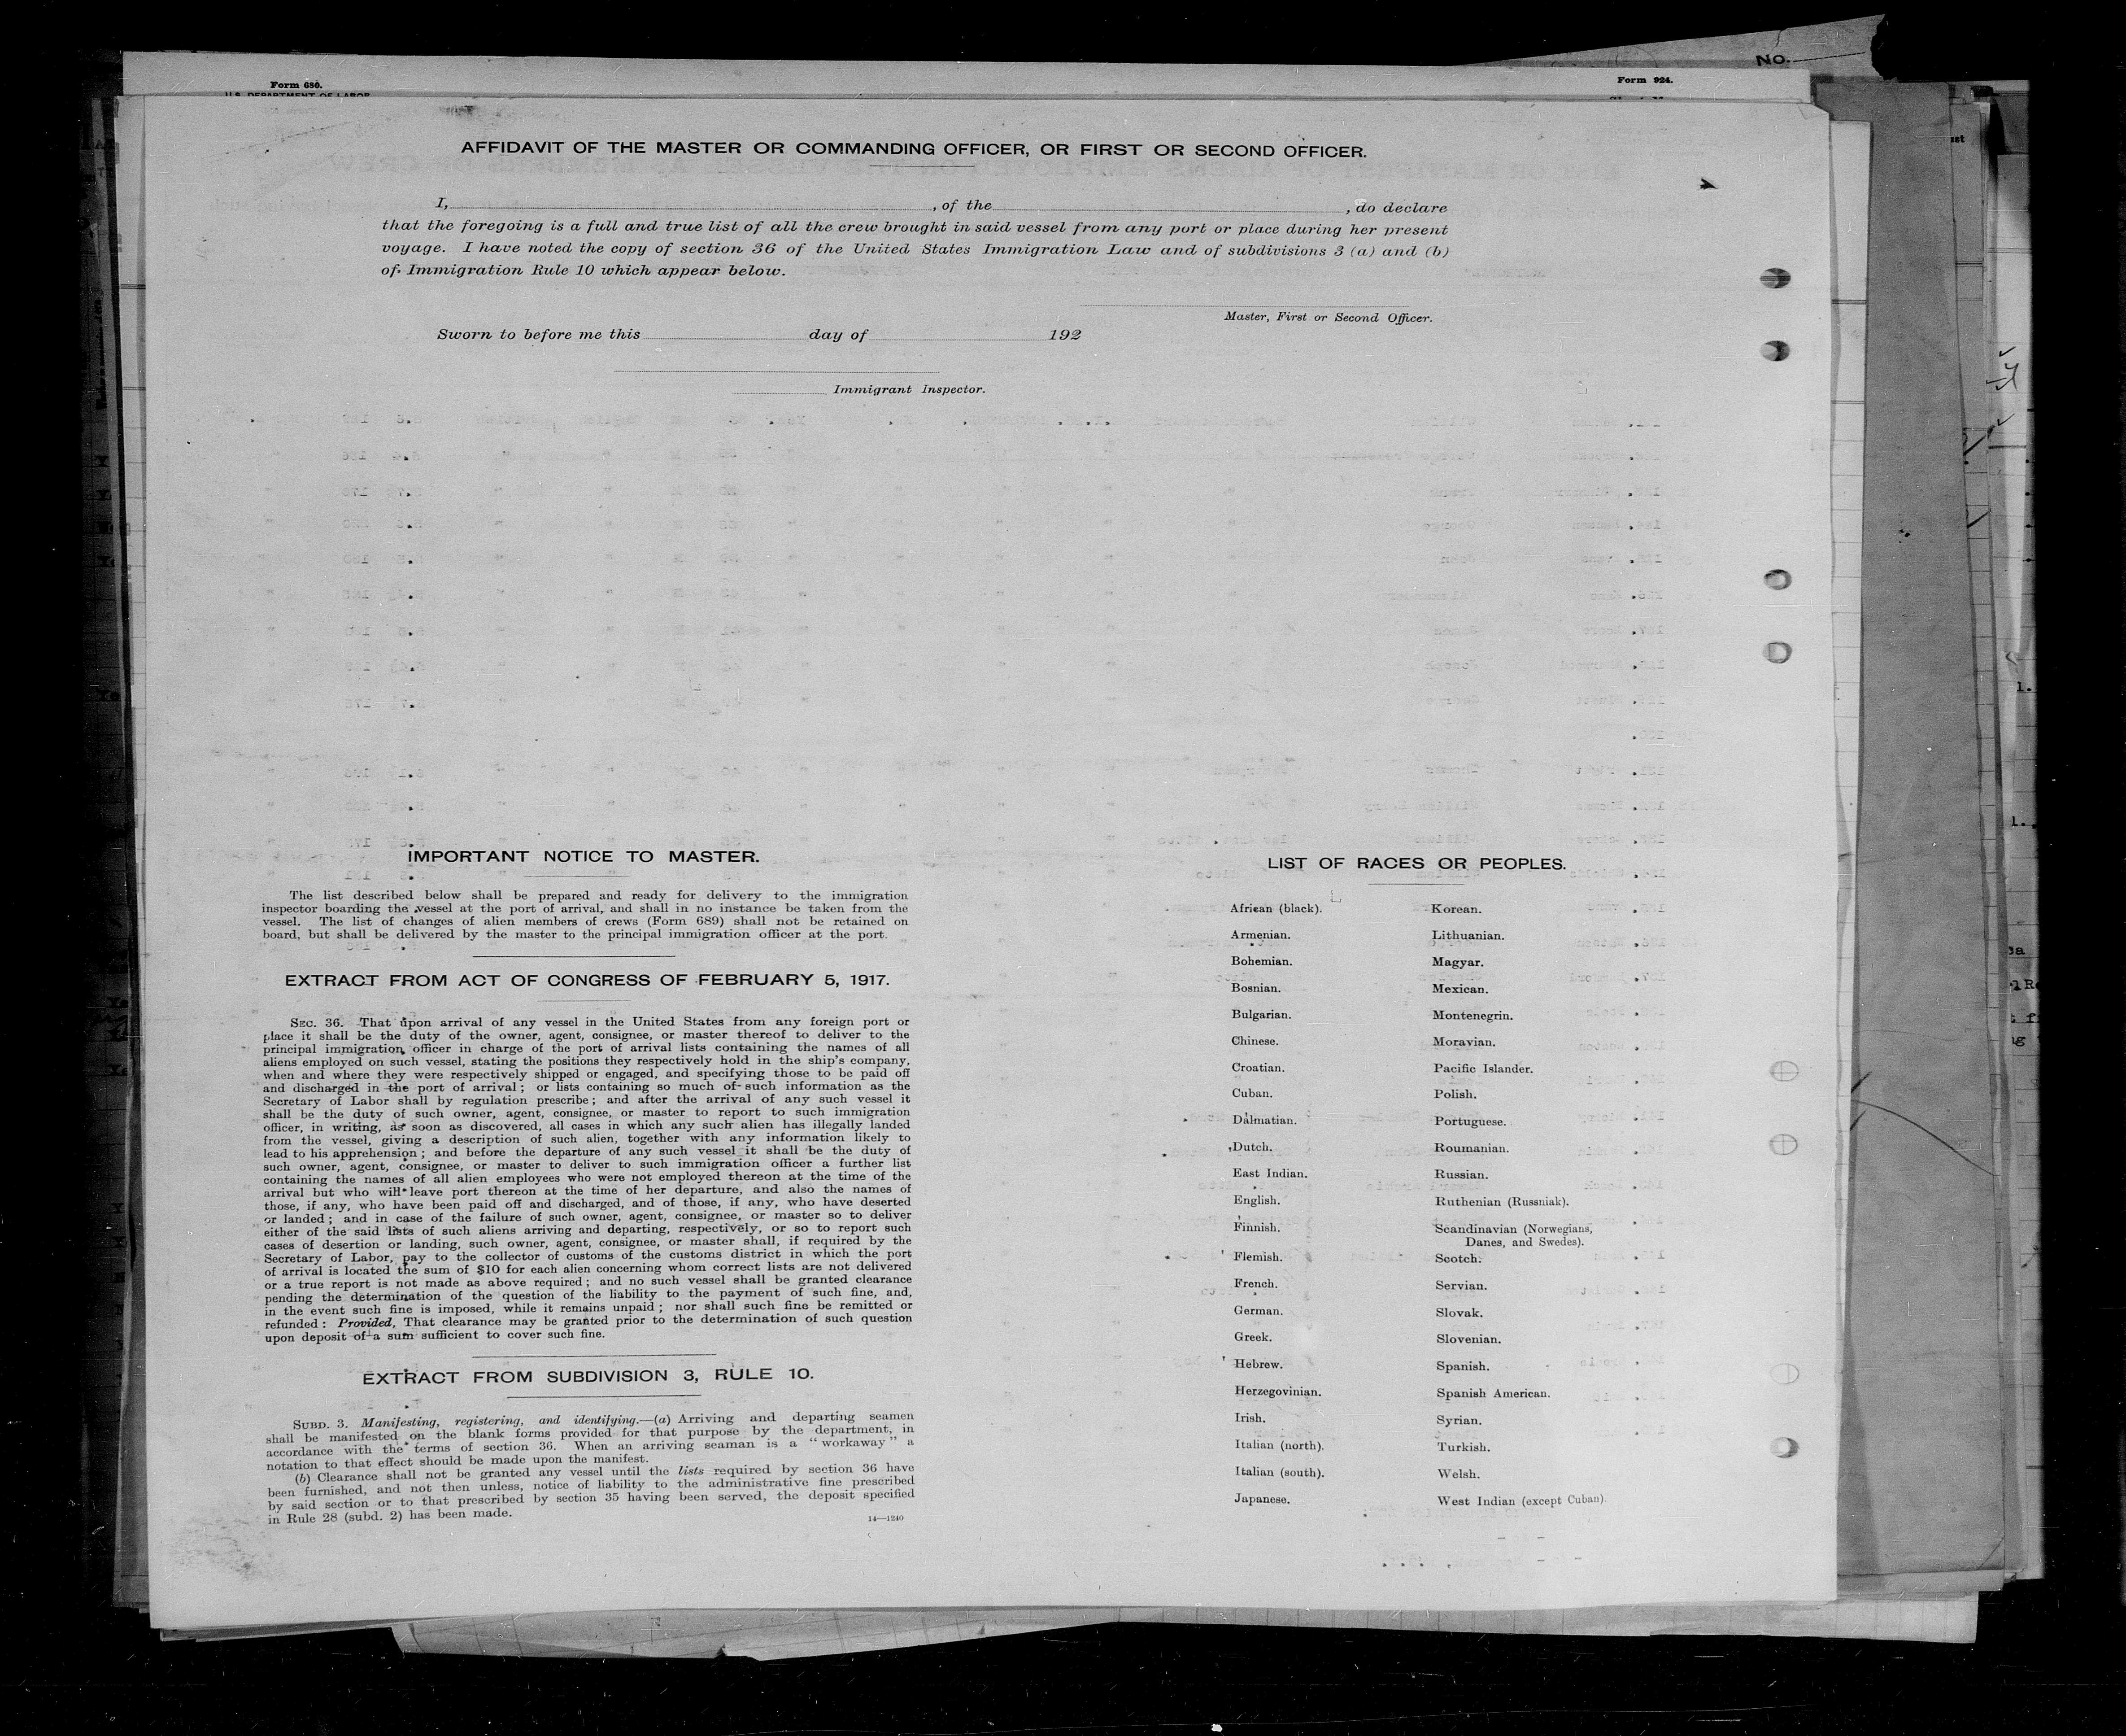 No.
Form 680.
Form 924.
U.S. DEPARTMENT OF LABOR
AFFIDAVIT OF THE MASTER OR COMMANDING OFFICER, OR FIRST OR SECOND OFFICER.
I, , of the , do declare
that the foregoing is a full and true list of all the crew brought in said vessel from any port or place during her present
voyage. I have noted the copy of section 36 of the United States Immigration Law and of subdivisions 3 (a) and (b)
of Immigration Rule 10 which appear below.
Master, First or Second Officer.
Sworn to before me this day of 192
Immigrant Inspector.
IMPORTANT NOTICE TO MASTER.
The list described below shall be prepared and ready for delivery to the immigration
inspector boarding the vessel at the port of arrival, and shall in no instance be taken from the
vessel. The list of changes of alien members of crews (Form 689) shall not be retained on
board, but shall be delivered by the master to the principal immigration officer at the port.
EXTRACT FROM ACT OF CONGRESS OF FEBRUARY 5, 1917.
SEC. 36. That upon arrival of any vessel in the United States from any foreign port or
place it shall be the duty of the owner, agent, consignee, or master thereof to deliver to the
principal immigration officer in charge of the port of arrival lists containing the names of all
aliens employed on such vessel, stating the positions they respectively hold in the ship's company,
when and where they were respectively shipped or engaged, and specifying those to be paid off
and discharged in the port of arrival; or lists containing so much of such information as the
Secretary of Labor shall by regulation prescribe; and after the arrival of any such vessel it
shall be the duty of such owner, agent, consignee, or master to report to such immigration
officer, in writing, as soon as discovered, all cases in which any such alien has illegally landed
from the vessel, giving a description of such alien, together with any information likely to
lead to his apprehension; and before the departure of any such vessel it shall be the duty of
such owner, agent, consignee, or master to deliver to such immigration officer a further list
containing the names of all alien employees who were not employed thereon at the time of the
arrival but who will leave port thereon at the time of her departure, and also the names of
those, if any, who have been paid off and discharged, and of those, if any, who have deserted
or landed; and in case of the failure of such owner, agent, consignee, or master so to deliver
either of the said lists of such aliens arriving and departing, respectively, or so to report such
cases of desertion or landing, such owner, agent, consignee, or master shall, if required by the
Secretary of Labor, pay to the collector of customs of the customs district in which the port
of arrival is located the sum of $10 for each alien concerning whom correct lists are not delivered
or a true report is not made as above required; and no such vessel shall be granted clearance
pending the determination of the question of the liability to the payment of such fine, and,
in the event such fine is imposed, while it remains unpaid; nor shall such fine be remitted or
refunded: Provided, That clearance may be granted prior to the determination of such question
upon deposit of a sum sufficient to cover such fine.
EXTRACT FROM SUBDIVISION 3, RULE 10.
SUBD. 3. Manifesting, registering, and identifying.—(a) Arriving and departing seamen
shall be manifested on the blank forms provided for that purpose by the department, in
accordance with the terms of section 36. When an arriving seaman is a "workaway" a
notation to that effect should be made upon the manifest.
(b) Clearance shall not be granted any vessel until the lists required by section 36 have
been furnished, and not then unless, notice of liability to the administrative fine prescribed
by said section or to that prescribed by section 35 having been served, the deposit specified
in Rule 28 (subd. 2) has been made.
14—1240
LIST OF RACES OR PEOPLES.
African (black).
Armenian.
Bohemian.
Bosnian.
Bulgarian.
Chinese.
Croatian.
Cuban.
Dalmatian.
Dutch.
East Indian.
English.
Finnish.
Flemish.
French.
German.
Greek.
Hebrew.
Herzegovinian.
Irish.
Italian (north).
Italian (south).
Japanese.
Korean.
Lithuanian.
Magyar.
Mexican.
Montenegrin.
Moravian.
Pacific Islander.
Polish.
Portuguese.
Roumanian.
Russian.
Ruthenian (Russniak).
Scandinavian (Norwegians,
Danes, and Swedes).
Scotch.
Servian.
Slovak.
Slovenian.
Spanish.
Spanish American.
Syrian.
Turkish.
Welsh.
West Indian (except Cuban).